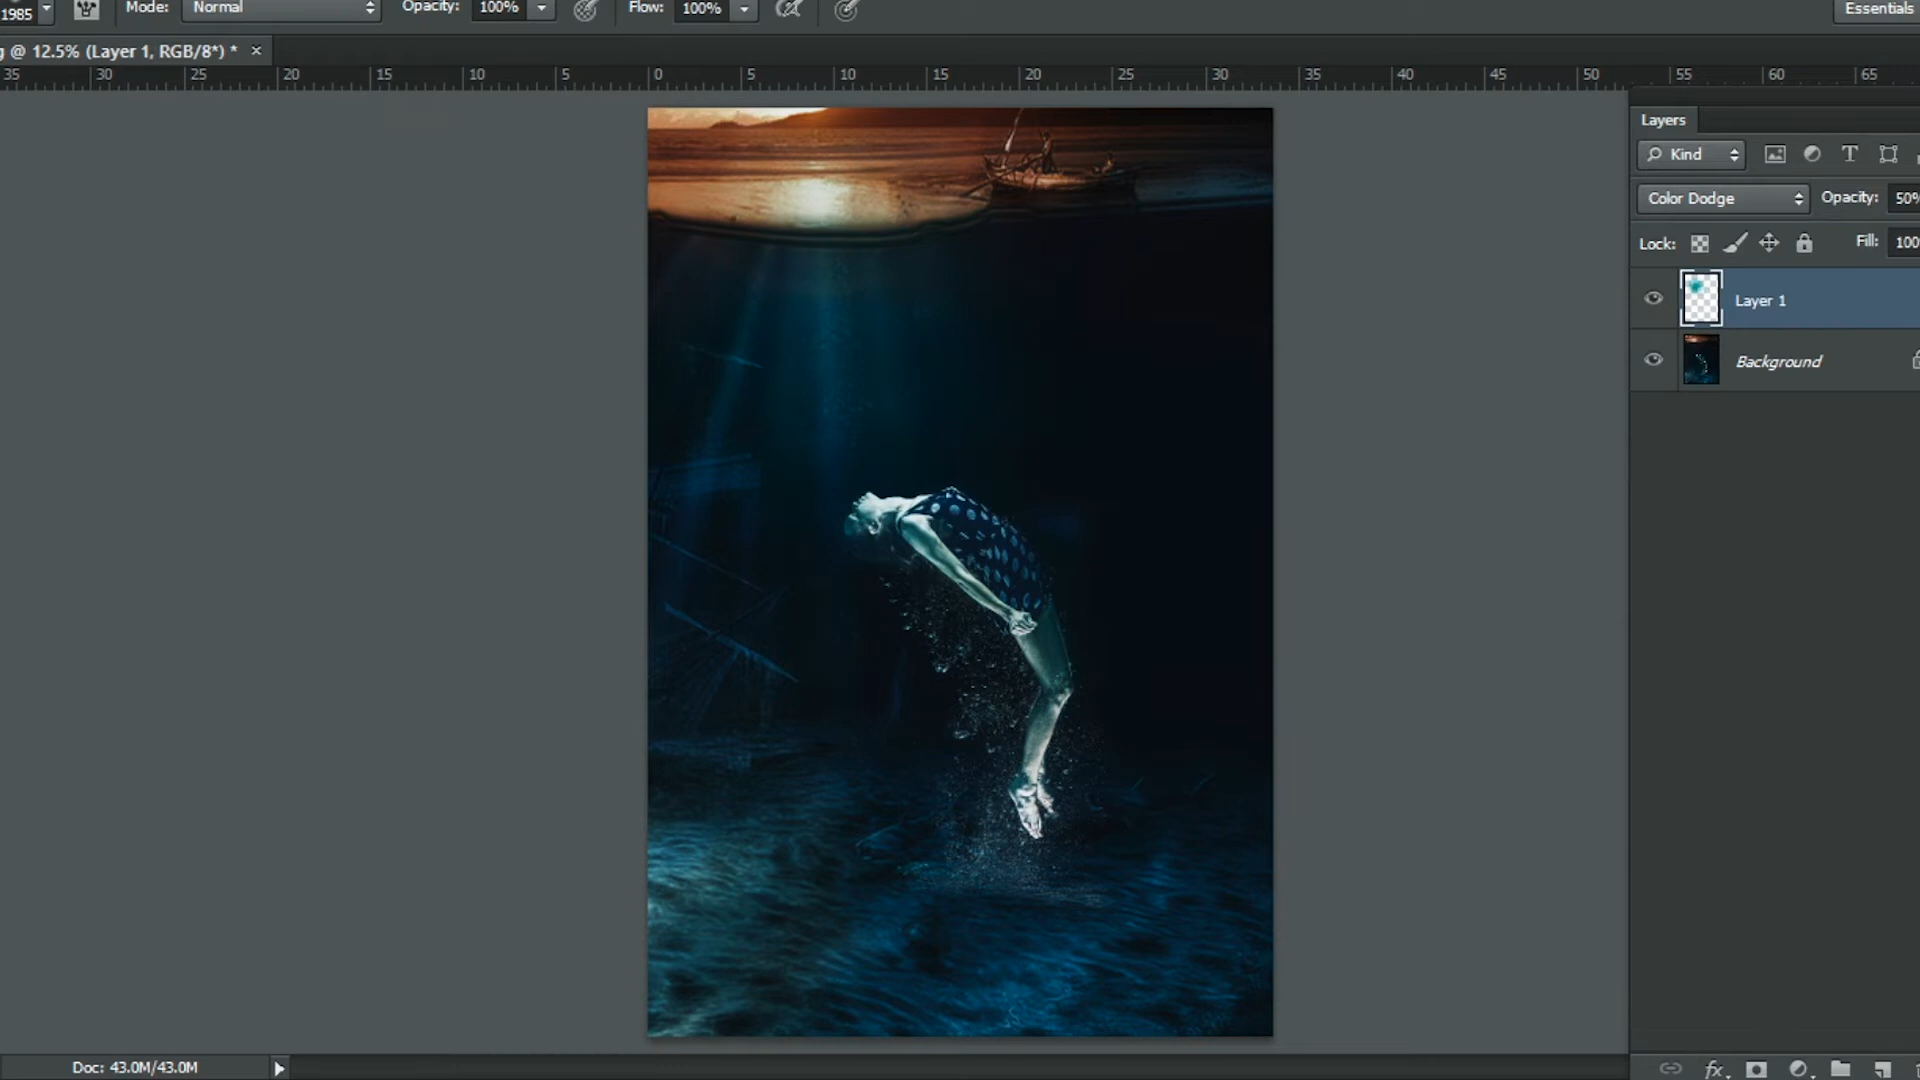 1985 Mode: Normal Opacity: 100% Flow: 100% Essentials
g @ 12.5% (Layer 1, RGB/8*) * ×
35 30 25 20 15 10 5 0 5 10 15 20 25 30 35 40 45 50 55 60 65
Layers
Kind T
Color Dodge Opacity: 50%
Lock: Fill: 100
Layer 1
Background
fx
Doc: 43.0M/43.0M